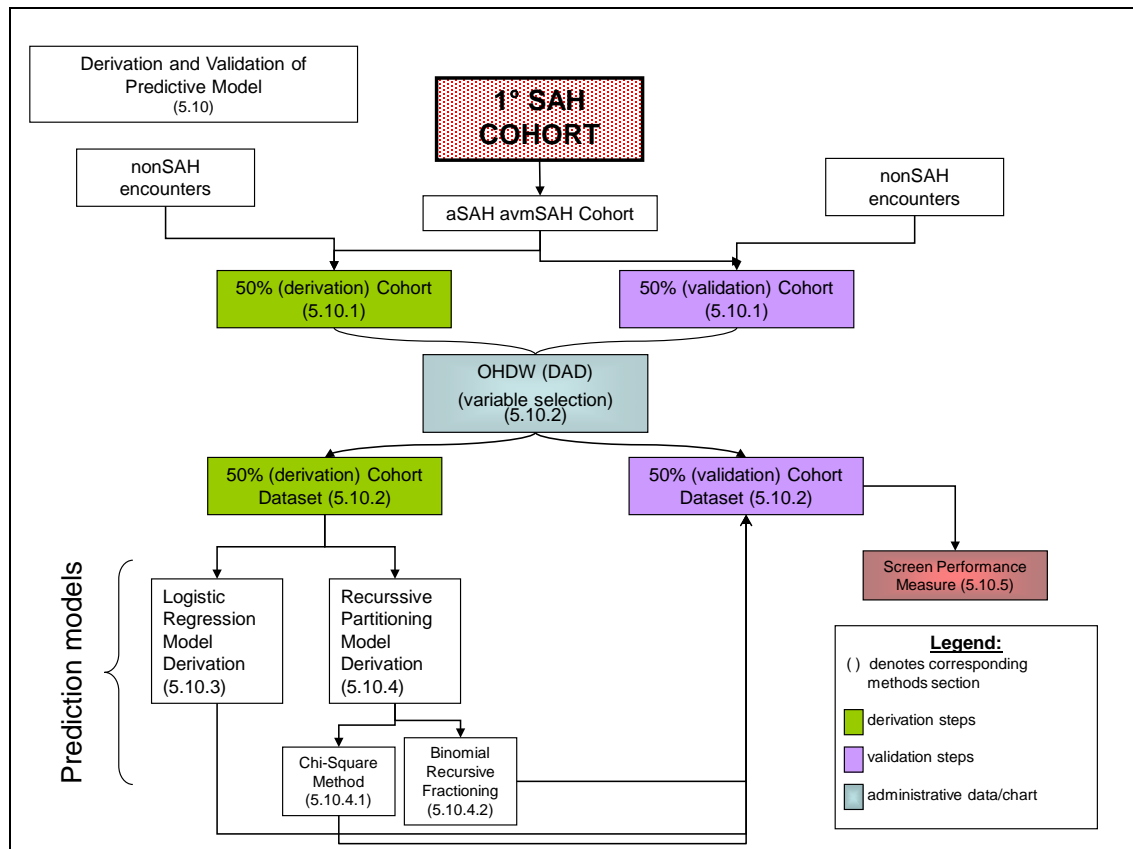 Derivation and Validation of
Predictive Model
(5.10)
1° SAH
COHORT
nonSAH
encounters
nonSAH
encounters
aSAH avmSAH Cohort
50% (derivation) Cohort
(5.10.1)
50% (validation) Cohort
(5.10.1)
OHDW (DAD)
(variable selection)
(5.10.2)
50% (derivation) Cohort
Dataset (5.10.2)
50% (validation) Cohort
Dataset (5.10.2)
Screen Performance
Measure (5.10.5)
Prediction models
Logistic
Regression
Model
Derivation
(5.10.3)
Recurssive
Partitioning
Model
Derivation
(5.10.4)
Chi-Square
Method
(5.10.4.1)
Binomial
Recursive
Fractioning
(5.10.4.2)
Legend:
( ) denotes corresponding
methods section
derivation steps
validation steps
administrative data/chart